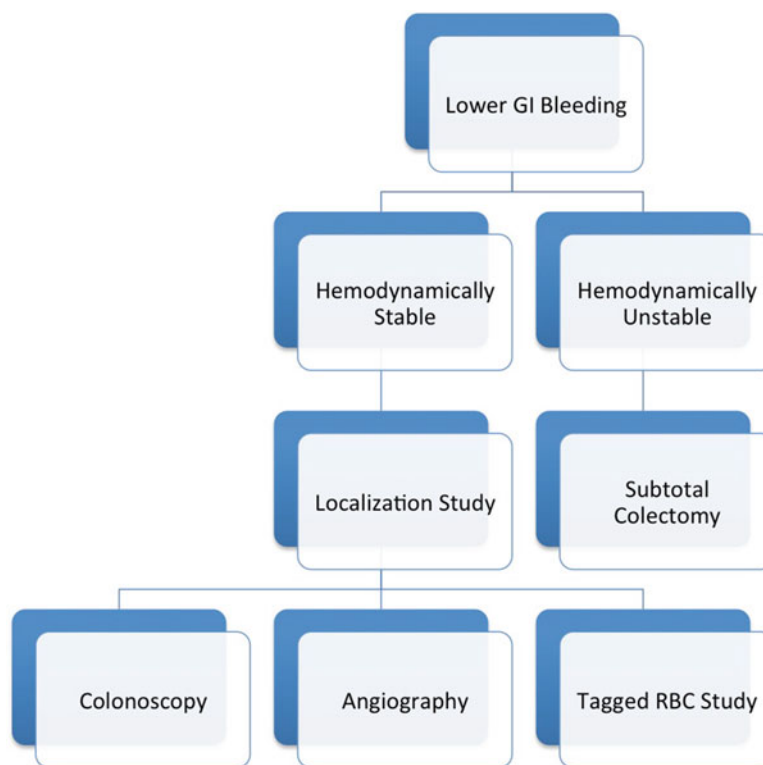 Lower GI Bleeding
Hemodynamically
Stable
Hemodynamically
Unstable
Localization Study
Subtotal
Colectomy
Colonoscopy
Angiography
Tagged RBC Study